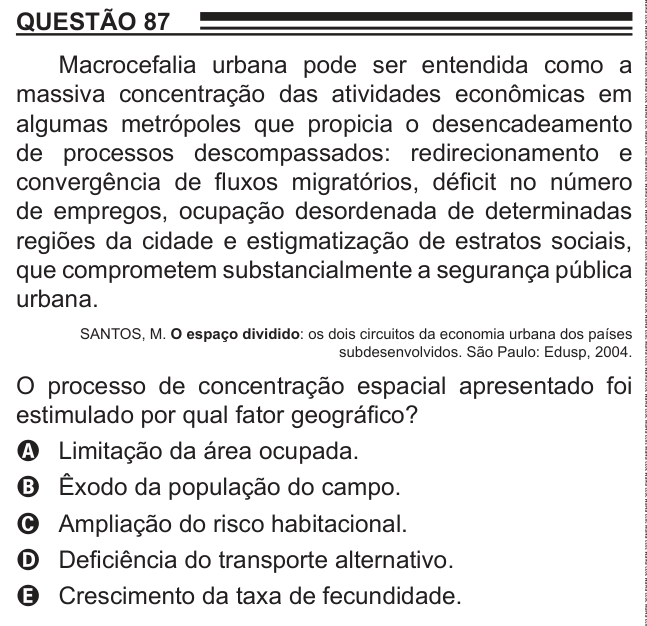 QUESTÃO 87
Macrocefalia urbana pode ser entendida como a
massiva concentração das atividades econômicas em
algumas metrópoles que propicia o desencadeamento
de processos descompassados: redirecionamento e
convergência de fluxos migratórios, déficit no número
de empregos, ocupação desordenada de determinadas
regiões da cidade e estigmatização de estratos sociais,
que comprometem substancialmente a segurança pública
urbana.
SANTOS, M. O espaço dividido: os dois circuitos da economia urbana dos países
subdesenvolvidos. São Paulo: Edusp, 2004.
O processo de concentração espacial apresentado foi
estimulado por qual fator geográfico?
A Limitação da área ocupada.
B Êxodo da população do campo.
C Ampliação do risco habitacional.
D Deficiência do transporte alternativo.
E Crescimento da taxa de fecundidade.